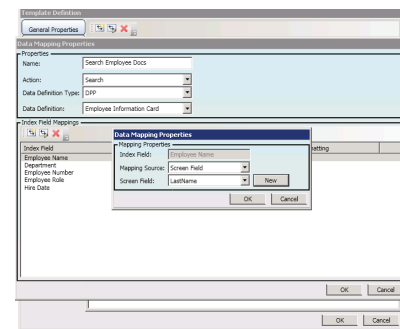 Template Defintion
General Properties
Data Mapping Properties
Properties
Name: Search Employee Docs
Action: Search
Data Definition Type: DPP
Data Definition: Employee Information Card
Index Field Mappings
Data Mapping Properties
Mapping Properties
Index Field: Employee Name
Mapping Source: Screen Field
Screen Field: LastName New
OK Cancel
Index Field
Employee Name
Department
Employee Number
Employee Role
Hire Date
OK Cancel
OK Cancel